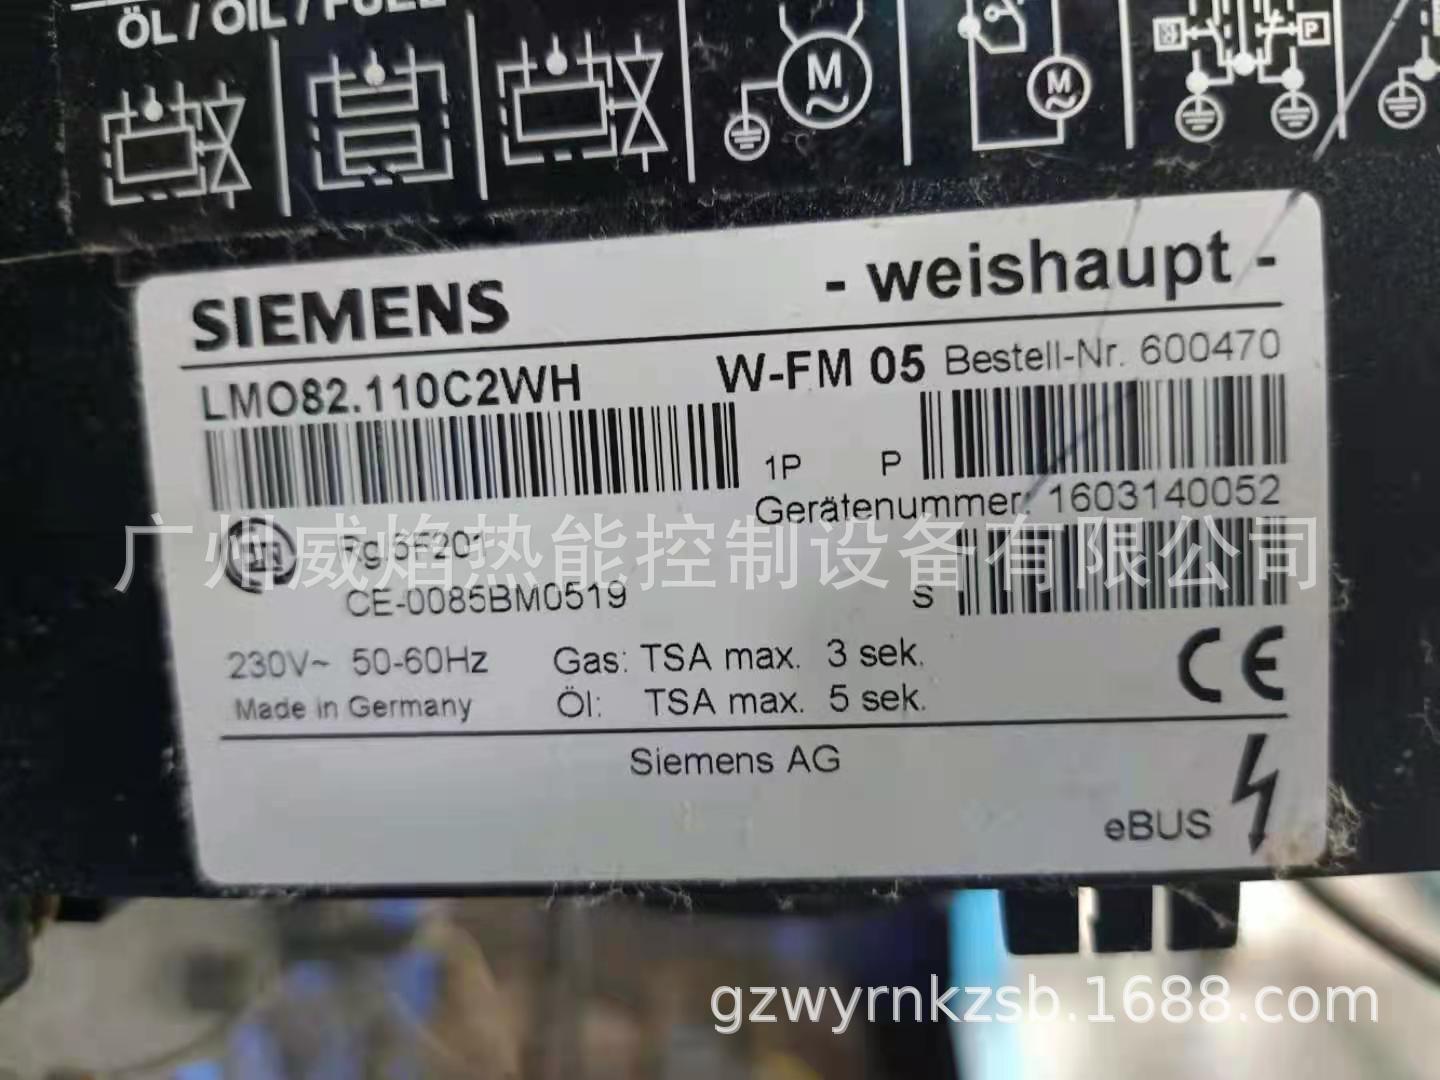 ÖL / OIL / FUEL
M
M
P
SIEMENS
- weishaupt -
LMO82.110C2WH
W-FM 05 Bestell-Nr. 600470
1P P
Gerätenummer: 1603140052
广州威焰热能控制设备有限公司
Rg.5F201
CE-0085BM0519
S
230V~ 50-60Hz Gas: TSA max. 3 sek.
Made in Germany Öl: TSA max. 5 sek.
CE
Siemens AG
eBUS
gzwyrnkzsb.1688.com